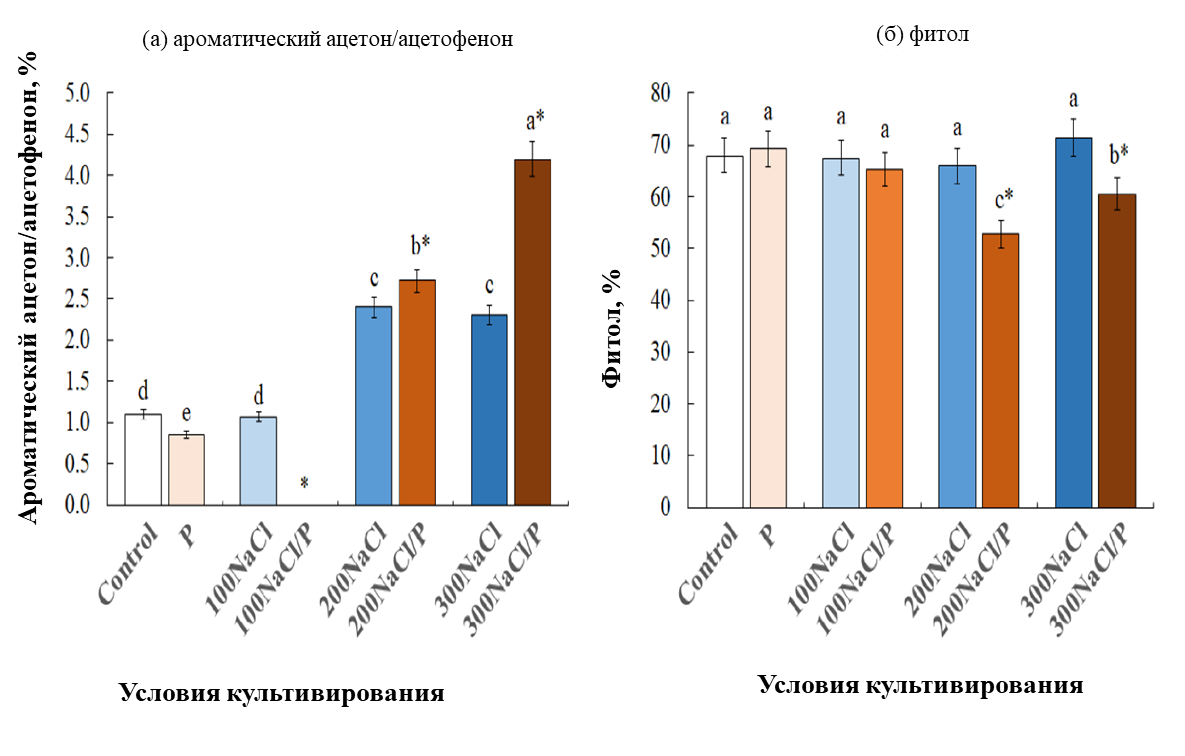 (а) ароматический ацетон/ацетофенон
Ароматический ацетон/ацетофенон, %
5.0
4.5
4.0
3.5
3.0
2.5
2.0
1.5
1.0
0.5
0.0
d
e
d
*
c
b*
c
a*
Control
P
100NaCl
100NaCl/P
200NaCl
200NaCl/P
300NaCl
300NaCl/P
Условия культивирования
(б) фитол
Фитол, %
80
70
60
50
40
30
20
10
0
a
a
a
a
a
c*
a
b*
Control
P
100NaCl
100NaCl/P
200NaCl
200NaCl/P
300NaCl
300NaCl/P
Условия культивирования